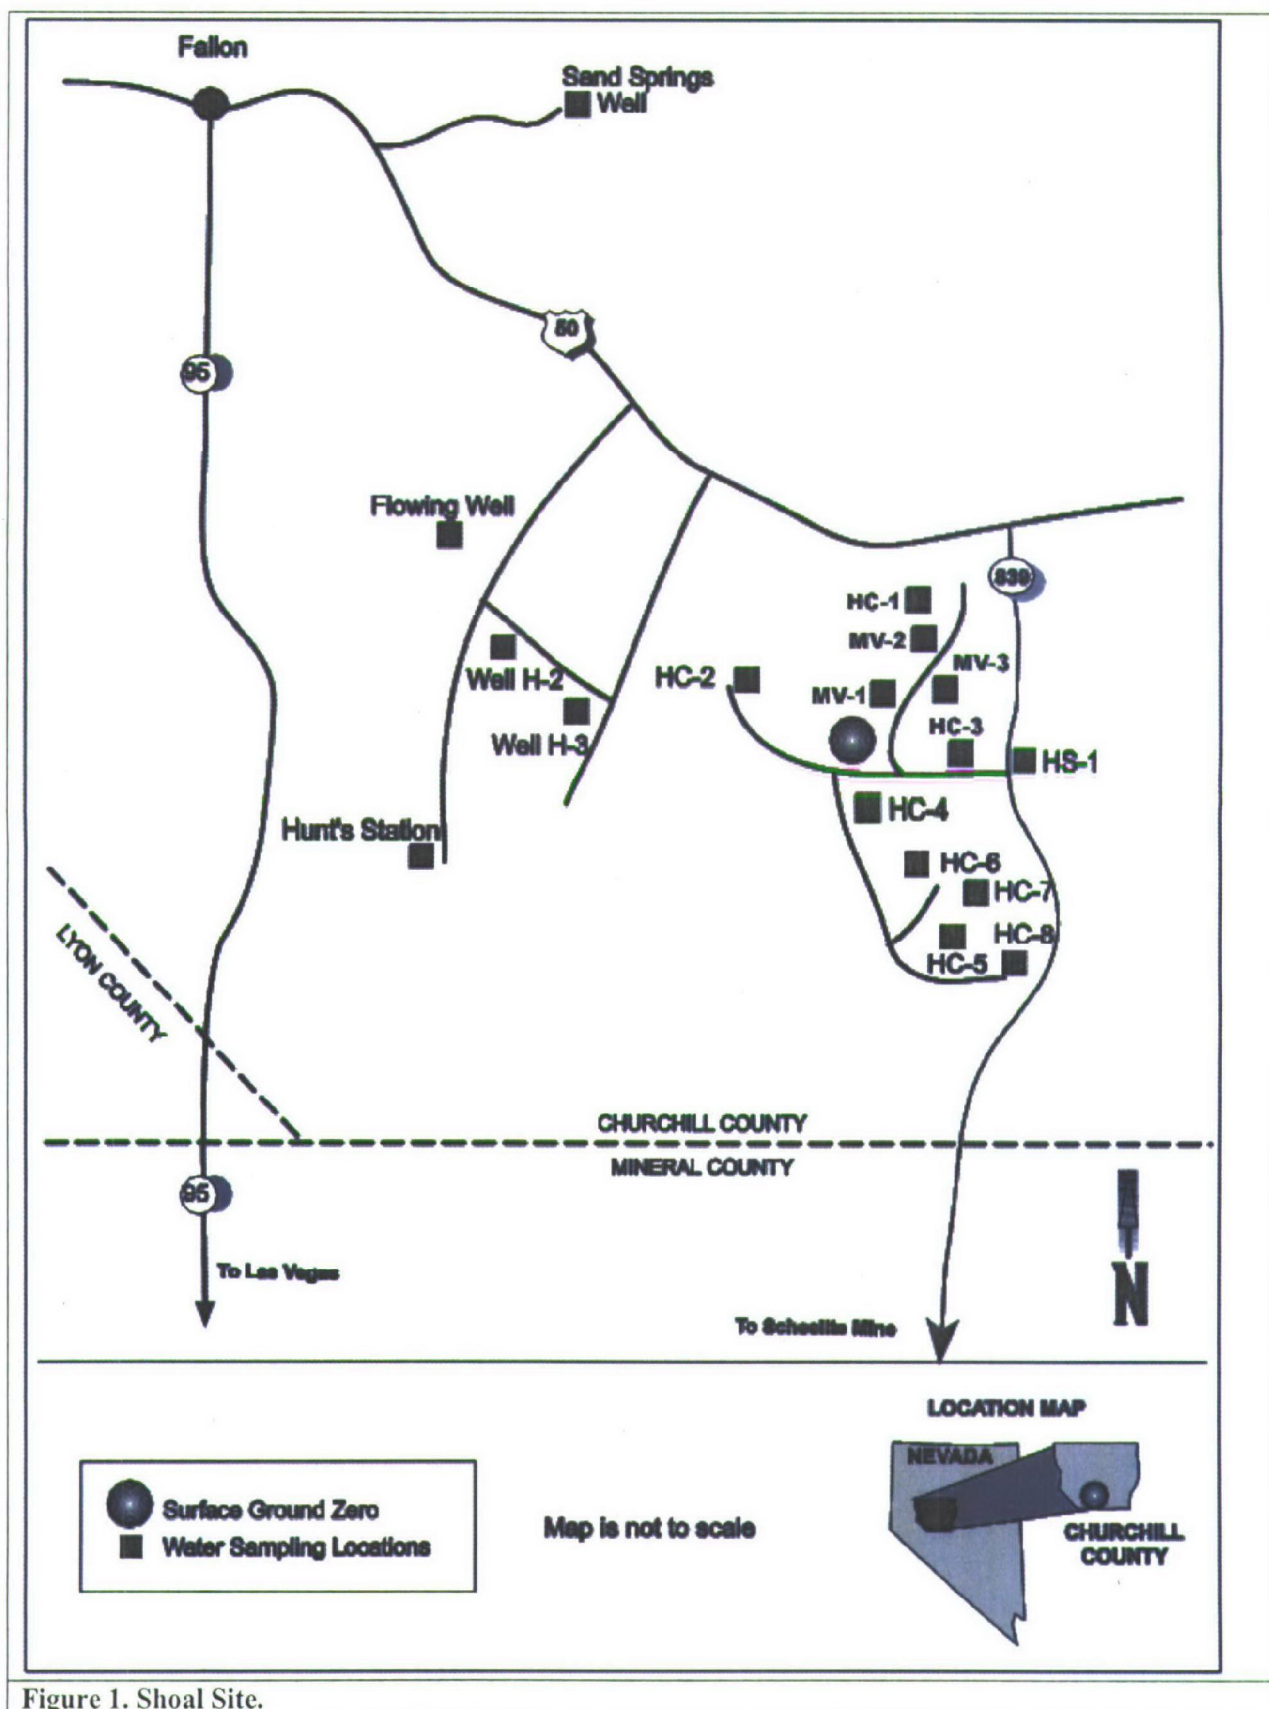 Fallon
Sand Springs
Well
50
95
Flowing Well
839
HC-1
MV-2
MV-3
Well H-2
HC-2
MV-1
HC-3
Well H-3
HS-1
HC-4
Hunt's Station
HC-6
HC-7
HC-8
HC-5
LYON COUNTY
CHURCHILL COUNTY
MINERAL COUNTY
95
To Las Vegas
N
To Scheelite Mine
LOCATION MAP
NEVADA
Surface Ground Zero
Water Sampling Locations
Map is not to scale
CHURCHILL
COUNTY
Figure 1. Shoal Site.